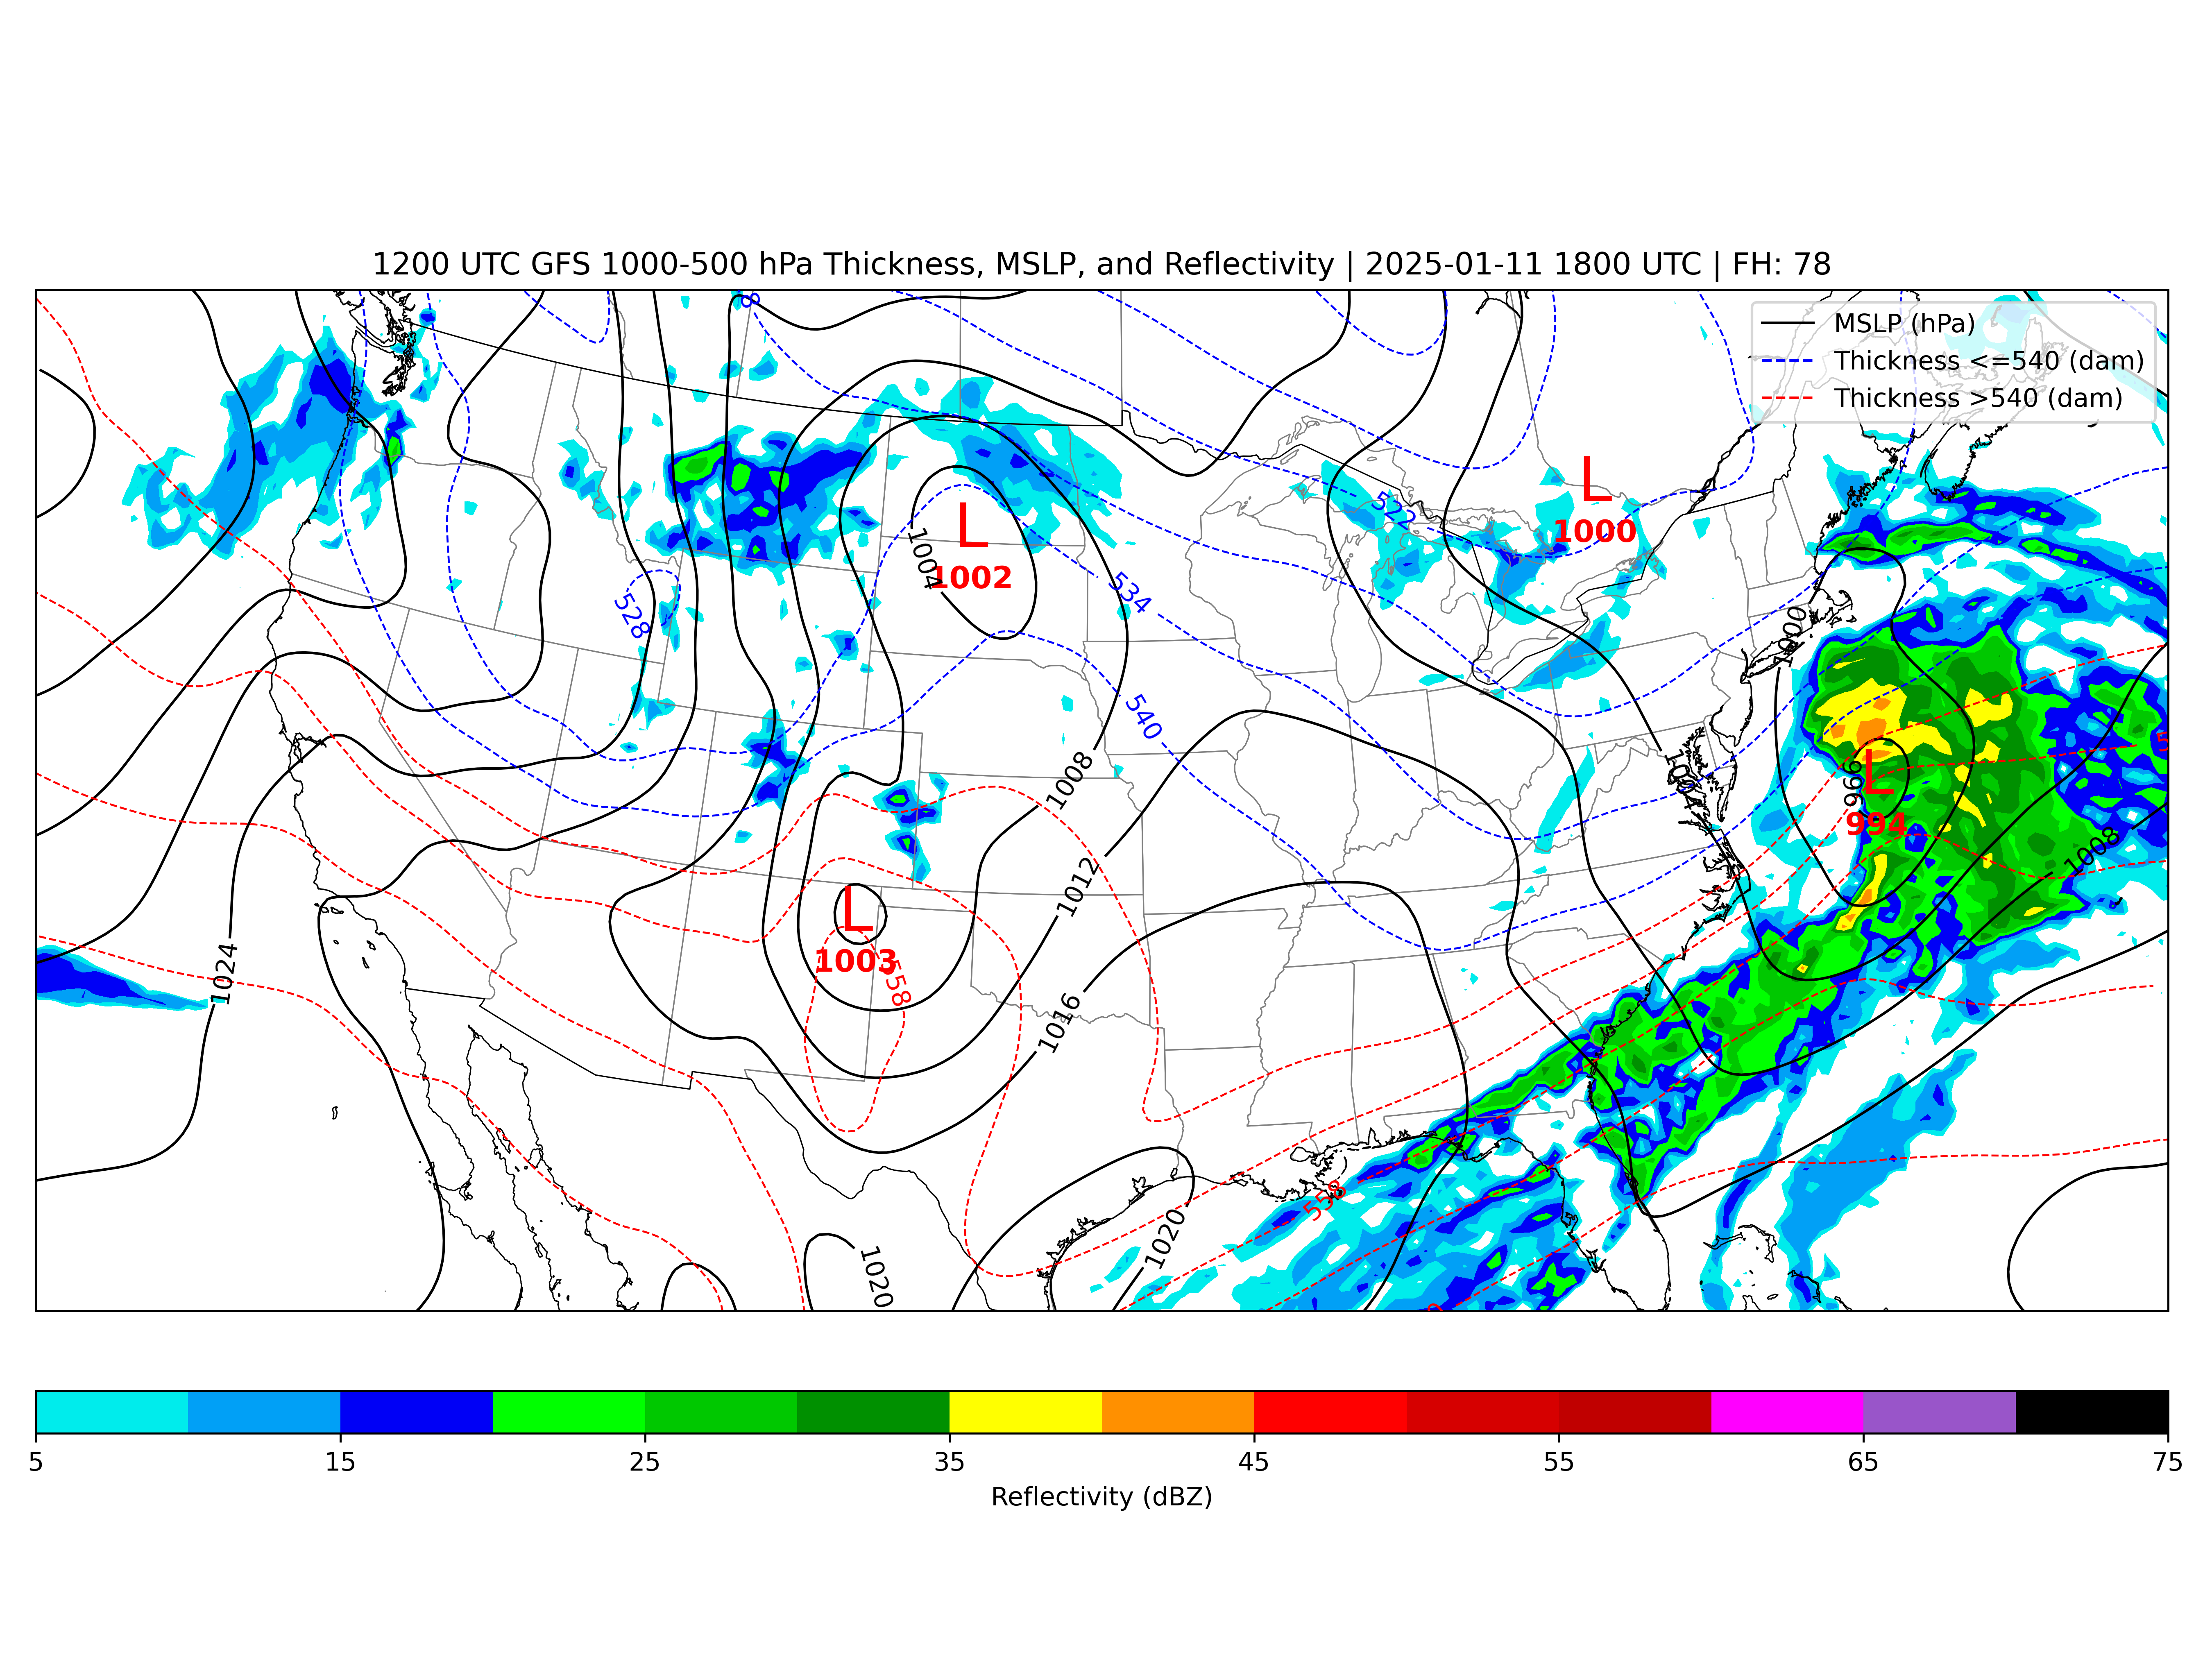 1200 UTC GFS 1000-500 hPa Thickness, MSLP, and Reflectivity | 2025-01-11 1800 UTC | FH: 78
MSLP (hPa)
Thickness <=540 (dam)
Thickness >540 (dam)
8
L
1000
522
L
1002
1004
534
528
540
1000
1008
1004
L
994
996
1008
1012
L
1003
558
1024
1016
558
1020
1020
5 15 25 35 45 55 65 75
Reflectivity (dBZ)